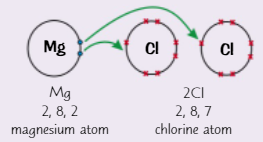 Mg Cl Cl
Mg 2Cl
2, 8, 2 2, 8, 7
magnesium atom chlorine atom